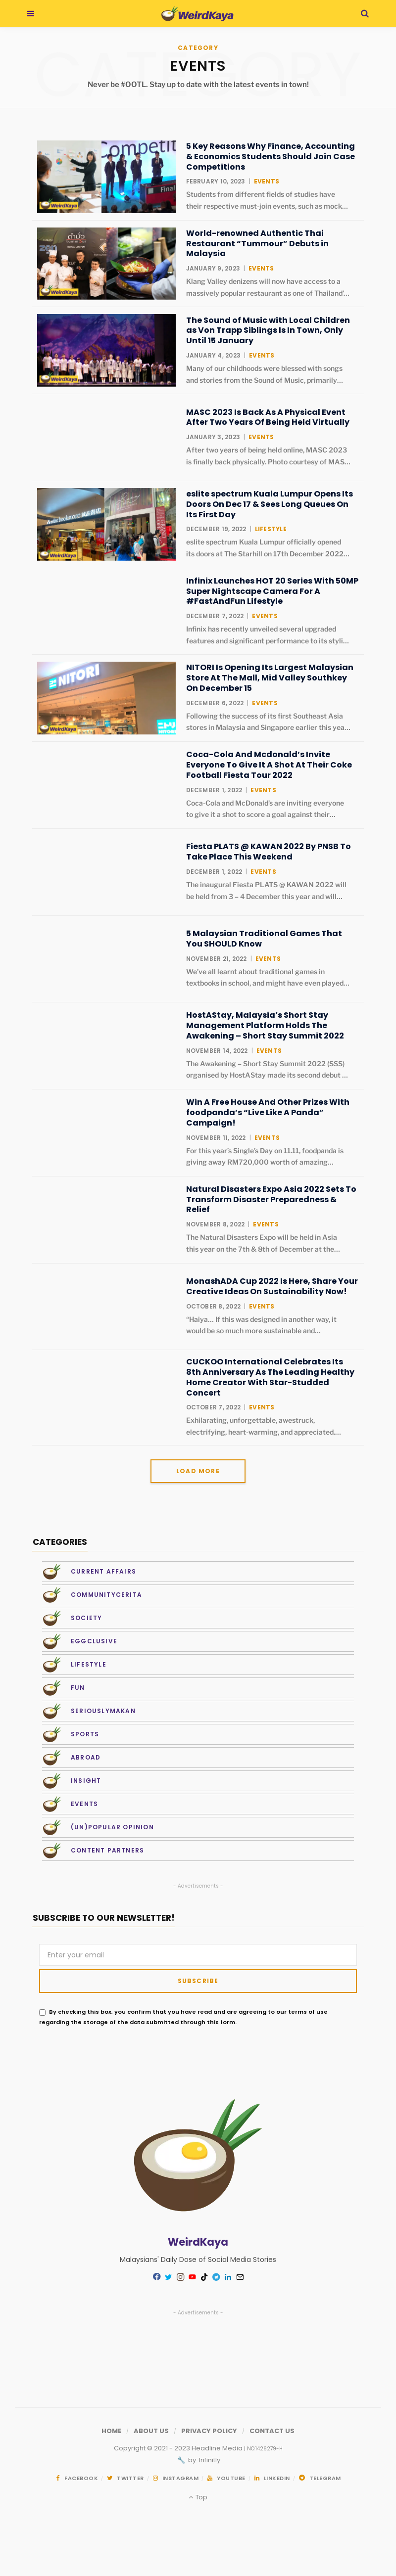 WeirdKaya
CATEGORY
EVENTS
Never be #OOTL. Stay up to date with the latest events in town!
5 Key Reasons Why Finance, Accounting
& Economics Students Should Join Case
Competitions
FEBRUARY 10, 2023 | EVENTS
Students from different fields of studies have
their respective must-join events, such as mock…
World-renowned Authentic Thai
Restaurant “Tummour” Debuts in
Malaysia
JANUARY 9, 2023 | EVENTS
Klang Valley denizens will now have access to a
massively popular restaurant as one of Thailand’…
The Sound of Music with Local Children
as Von Trapp Siblings Is In Town, Only
Until 15 January
JANUARY 4, 2023 | EVENTS
Many of our childhoods were blessed with songs
and stories from the Sound of Music, primarily…
MASC 2023 Is Back As A Physical Event
After Two Years Of Being Held Virtually
JANUARY 3, 2023 | EVENTS
After two years of being held online, MASC 2023
is finally back physically. Photo courtesy of MAS…
eslite spectrum Kuala Lumpur Opens Its
Doors On Dec 17 & Sees Long Queues On
Its First Day
DECEMBER 19, 2022 | LIFESTYLE
eslite spectrum Kuala Lumpur officially opened
its doors at The Starhill on 17th December 2022…
Infinix Launches HOT 20 Series With 50MP
Super Nightscape Camera For A
#FastAndFun Lifestyle
DECEMBER 7, 2022 | EVENTS
Infinix has recently unveiled several upgraded
features and significant performance to its styli…
NITORI Is Opening Its Largest Malaysian
Store At The Mall, Mid Valley Southkey
On December 15
DECEMBER 6, 2022 | EVENTS
Following the success of its first Southeast Asia
stores in Malaysia and Singapore earlier this yea…
Coca-Cola And Mcdonald’s Invite
Everyone To Give It A Shot At Their Coke
Football Fiesta Tour 2022
DECEMBER 1, 2022 | EVENTS
Coca-Cola and McDonald’s are inviting everyone
to give it a shot to score a goal against their…
Fiesta PLATS @ KAWAN 2022 By PNSB To
Take Place This Weekend
DECEMBER 1, 2022 | EVENTS
The inaugural Fiesta PLATS @ KAWAN 2022 will
be held from 3 – 4 December this year and will…
5 Malaysian Traditional Games That
You SHOULD Know
NOVEMBER 21, 2022 | EVENTS
We’ve all learnt about traditional games in
textbooks in school, and might have even played…
HostAStay, Malaysia’s Short Stay
Management Platform Holds The
Awakening – Short Stay Summit 2022
NOVEMBER 14, 2022 | EVENTS
The Awakening – Short Stay Summit 2022 (SSS)
organised by HostAStay made its second debut …
Win A Free House And Other Prizes With
foodpanda’s “Live Like A Panda”
Campaign!
NOVEMBER 11, 2022 | EVENTS
For this year’s Single’s Day on 11.11, foodpanda is
giving away RM720,000 worth of amazing…
Natural Disasters Expo Asia 2022 Sets To
Transform Disaster Preparedness &
Relief
NOVEMBER 8, 2022 | EVENTS
The Natural Disasters Expo will be held in Asia
this year on the 7th & 8th of December at the…
MonashADA Cup 2022 Is Here, Share Your
Creative Ideas On Sustainability Now!
OCTOBER 8, 2022 | EVENTS
“Haiya… If this was designed in another way, it
would be so much more sustainable and…
CUCKOO International Celebrates Its
8th Anniversary As The Leading Healthy
Home Creator With Star-Studded
Concert
OCTOBER 7, 2022 | EVENTS
Exhilarating, unforgettable, awestruck,
electrifying, heart-warming, and appreciated,…
LOAD MORE
CATEGORIES
CURRENT AFFAIRS
COMMUNITYCERITA
SOCIETY
EGGCLUSIVE
LIFESTYLE
FUN
SERIOUSLYMAKAN
SPORTS
ABROAD
INSIGHT
EVENTS
(UN)POPULAR OPINION
CONTENT PARTNERS
- Advertisements -
SUBSCRIBE TO OUR NEWSLETTER!
Enter your email
SUBSCRIBE
By checking this box, you confirm that you have read and are agreeing to our terms of use
regarding the storage of the data submitted through this form.
WeirdKaya
Malaysians' Daily Dose of Social Media Stories
- Advertisements -
HOME / ABOUT US / PRIVACY POLICY / CONTACT US
Copyright © 2021 - 2023 Headline Media | NO.1426279-H
🔧 by Infinitly
FACEBOOK TWITTER INSTAGRAM YOUTUBE LINKEDIN TELEGRAM
Top